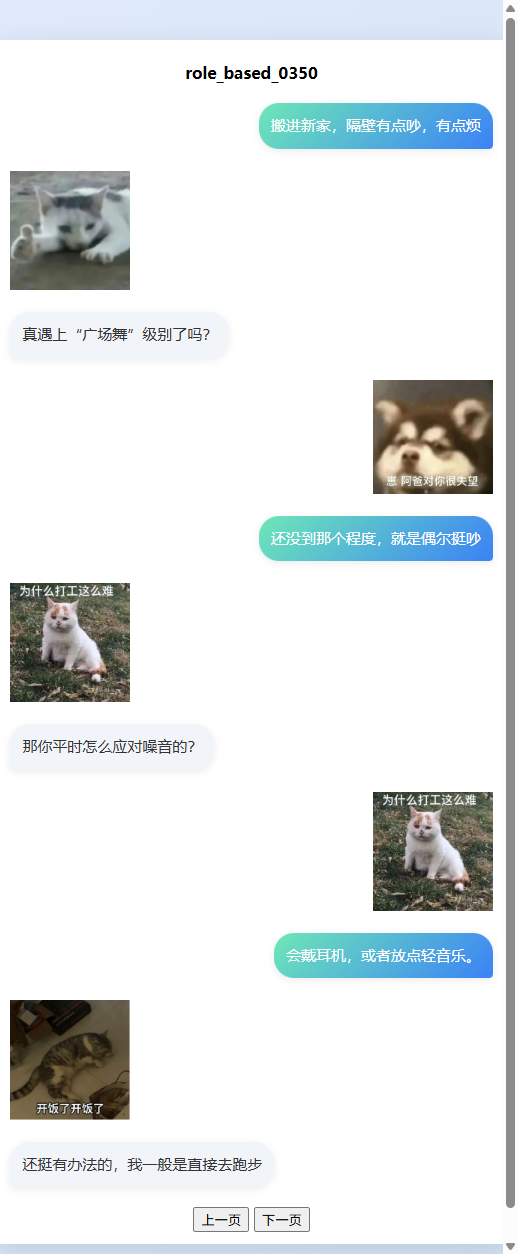 role_based_0350
搬进新家，隔壁有点吵，有点烦
真遇上“广场舞”级别了吗？
崽 阿爸对你很失望
还没到那个程度，就是偶尔挺吵
为什么打工这么难
那你平时怎么应对噪音的？
为什么打工这么难
会戴耳机，或者放点轻音乐。
开饭了开饭了
还挺有办法的，我一般是直接去跑步
上一页 下一页